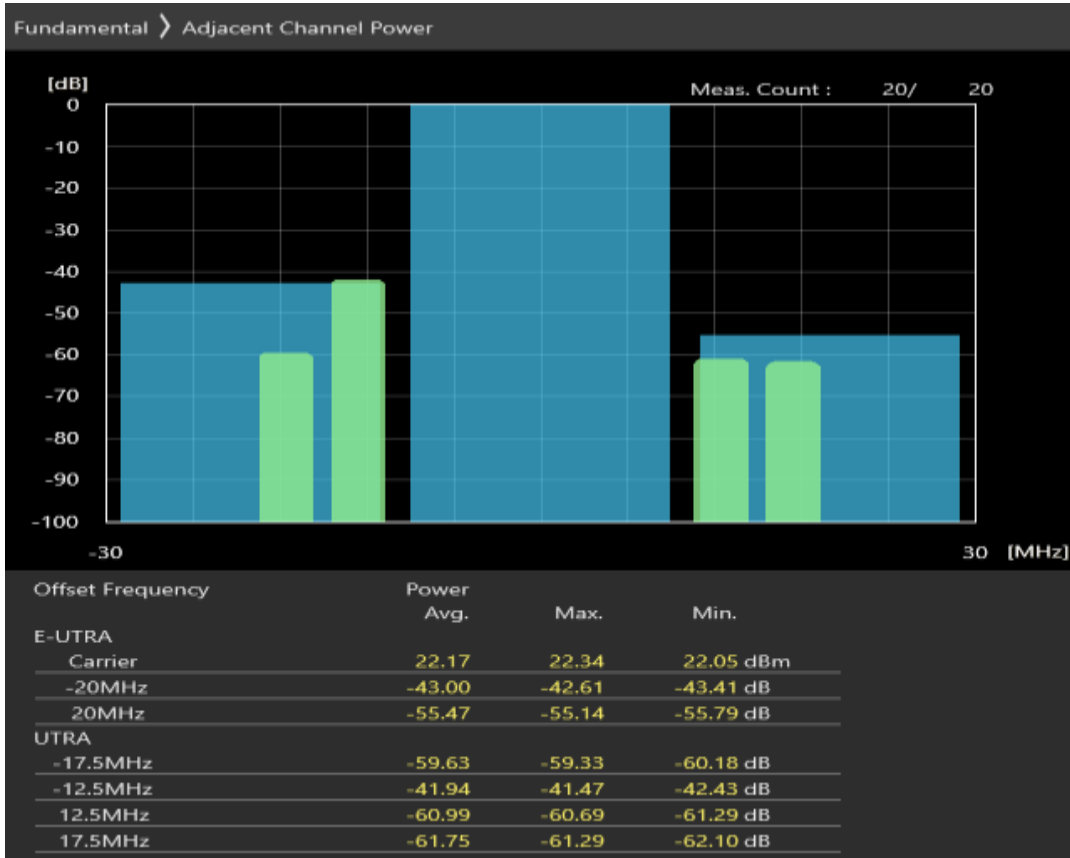 Fundamental 〉 Adjacent Channel Power
[dB]
Meas. Count : 20/ 20
0
-10
-20
-30
-40
-50
-60
-70
-80
-90
-100
-30 30 [MHz]
Offset Frequency Power
Avg. Max. Min.
E-UTRA
Carrier 22.17 22.34 22.05 dBm
-20MHz -43.00 -42.61 -43.41 dB
20MHz -55.47 -55.14 -55.79 dB
UTRA
-17.5MHz -59.63 -59.33 -60.18 dB
-12.5MHz -41.94 -41.47 -42.43 dB
12.5MHz -60.99 -60.69 -61.29 dB
17.5MHz -61.75 -61.29 -62.10 dB